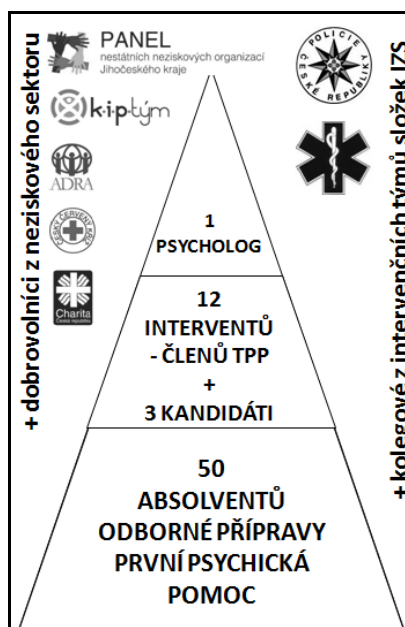 + dobrovolníci z neziskového sektoru
PANEL
nestátních neziskových organizací
Jihočeského kraje
k·i·p·tým
ADRA
ČESKÝ ČERVENÝ KŘÍŽ
Charita
Česká republika
POLICIE
ČESKÉ REPUBLIKY
+ kolegové z intervenčních týmů složek IZS
1
PSYCHOLOG
12
INTERVENTŮ
- ČLENŮ TPP
+
3 KANDIDÁTI
50
ABSOLVENTŮ
ODBORNÉ PŘÍPRAVY
PRVNÍ PSYCHICKÁ
POMOC